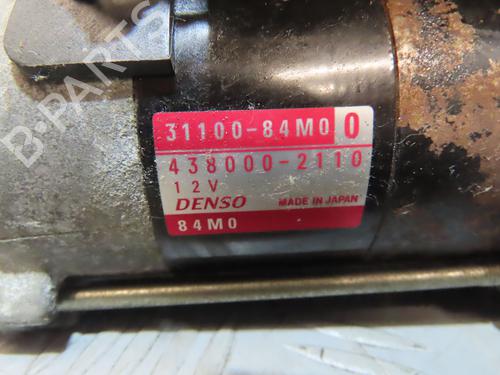 31100-84M0 0
438000-2110
12V
DENSO MADE IN JAPAN
84M0
B-Parts